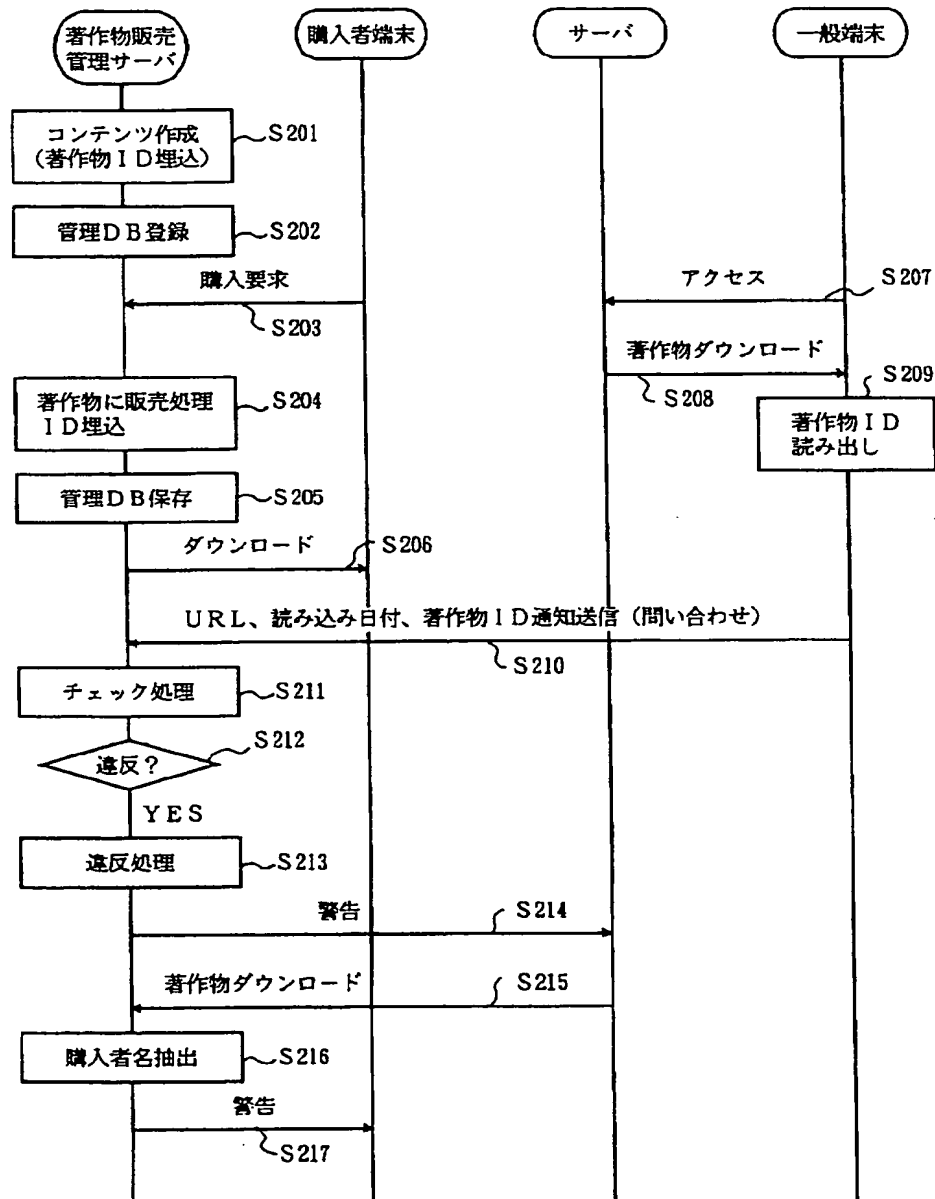 著作物販売
管理サーバ
購入者端末
サーバ
一般端末
コンテンツ作成
(著作物ＩＤ埋込)
S201
管理ＤＢ登録
S202
購入要求
S203
アクセス
S207
著作物ダウンロード
S208
S209
著作物に販売処理
ＩＤ埋込
S204
著作物ＩＤ
読み出し
管理ＤＢ保存
S205
ダウンロード
S206
ＵＲＬ、読み込み日付、著作物ＩＤ通知送信（問い合わせ）
S210
チェック処理
S211
違反？
S212
ＹＥＳ
違反処理
S213
警告
S214
著作物ダウンロード
S215
購入者名抽出
S216
警告
S217